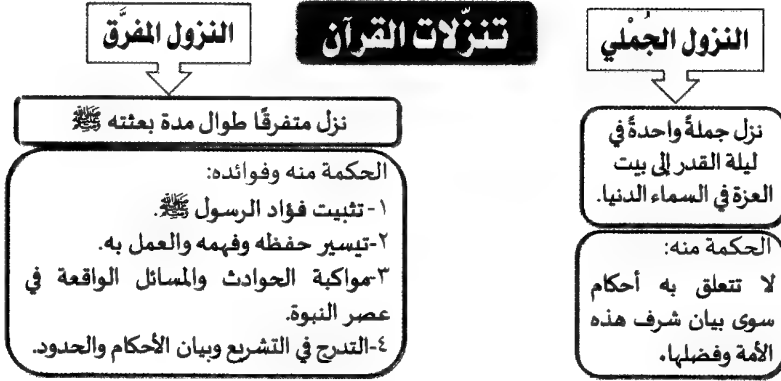 تنزّلات القرآن
النزول الجُمْلي
نزل جملةً واحدةً في
ليلة القدر إلى بيت
العزة في السماء الدنيا.
الحكمة منه:
لا تتعلق به أحكام
سوى بيان شرف هذه
الأمة وفضلها.
النزول المفرَّق
نزل متفرقًا طوال مدة بعثته ﷺ
الحكمة منه وفوائده:
١- تثبيت فؤاد الرسول ﷺ.
٢-تيسير حفظه وفهمه والعمل به.
٣-مواكبة الحوادث والمسائل الواقعة في
عصر النبوة.
٤-التدرج في التشريع وبيان الأحكام والحدود.